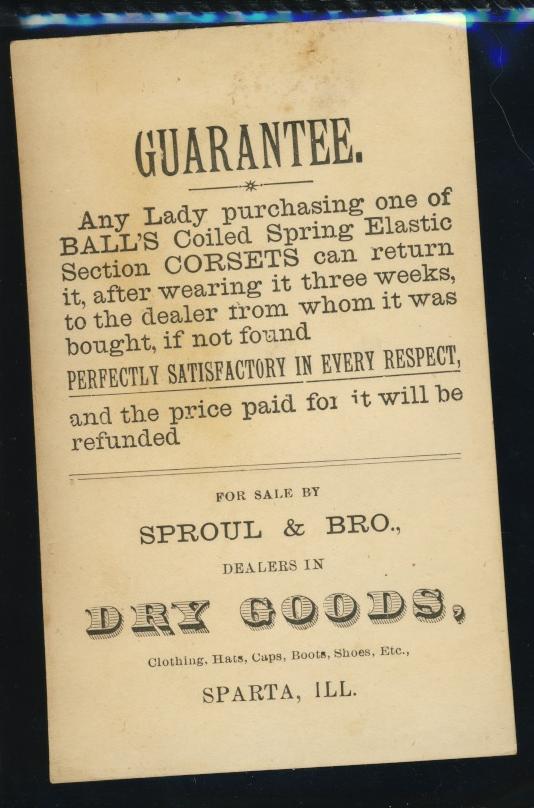 GUARANTEE.
Any Lady purchasing one of
BALL'S Coiled Spring Elastic
Section CORSETS can return
it, after wearing it three weeks,
to the dealer from whom it was
bought, if not found
PERFECTLY SATISFACTORY IN EVERY RESPECT,
and the price paid for it will be
refunded
FOR SALE BY
SPROUL & BRO.,
DEALERS IN
DRY GOODS,
Clothing, Hats, Caps, Boots, Shoes, Etc.,
SPARTA, ILL.